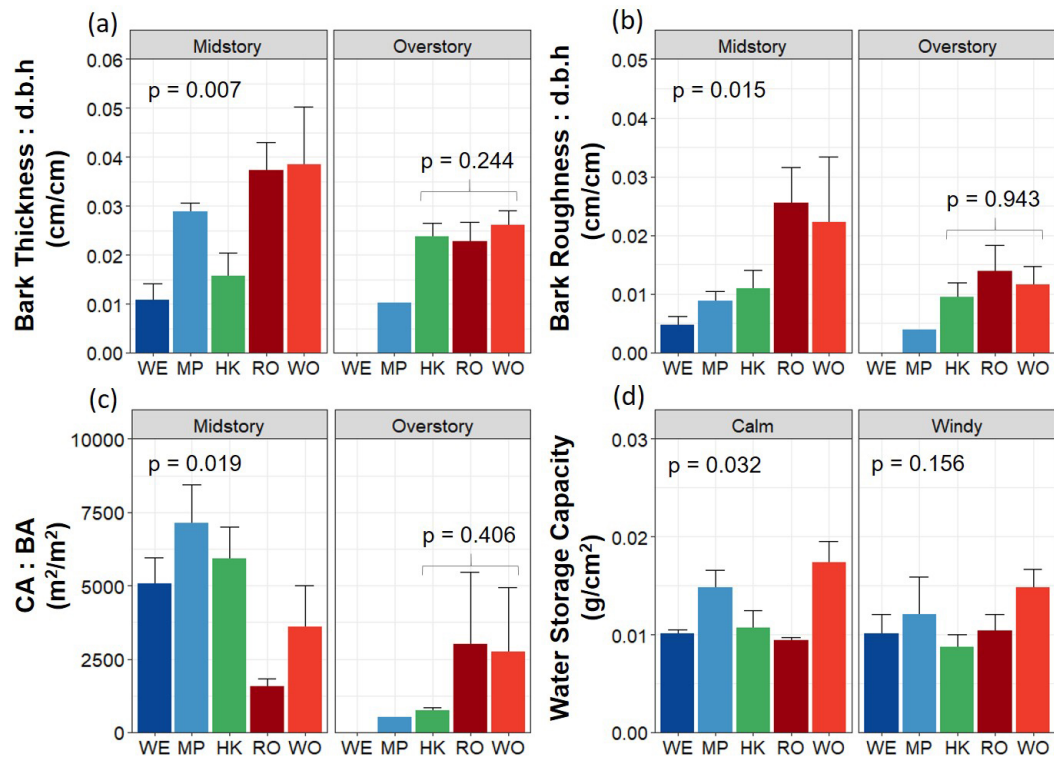 (a)
Midstory
Overstory
Bark Thickness : d.b.h
(cm/cm)
0.06
0.05
0.04
0.03
0.02
0.01
0.00
p = 0.007
p = 0.244
WE MP HK RO WO
WE MP HK RO WO
(b)
Midstory
Overstory
Bark Roughness : d.b.h
(cm/cm)
0.05
0.04
0.03
0.02
0.01
0.00
p = 0.015
p = 0.943
WE MP HK RO WO
WE MP HK RO WO
(c)
Midstory
Overstory
CA : BA
(m²/m²)
10000
7500
5000
2500
0
p = 0.019
p = 0.406
WE MP HK RO WO
WE MP HK RO WO
(d)
Calm
Windy
Water Storage Capacity
(g/cm²)
0.03
0.02
0.01
0.00
p = 0.032
p = 0.156
WE MP HK RO WO
WE MP HK RO WO